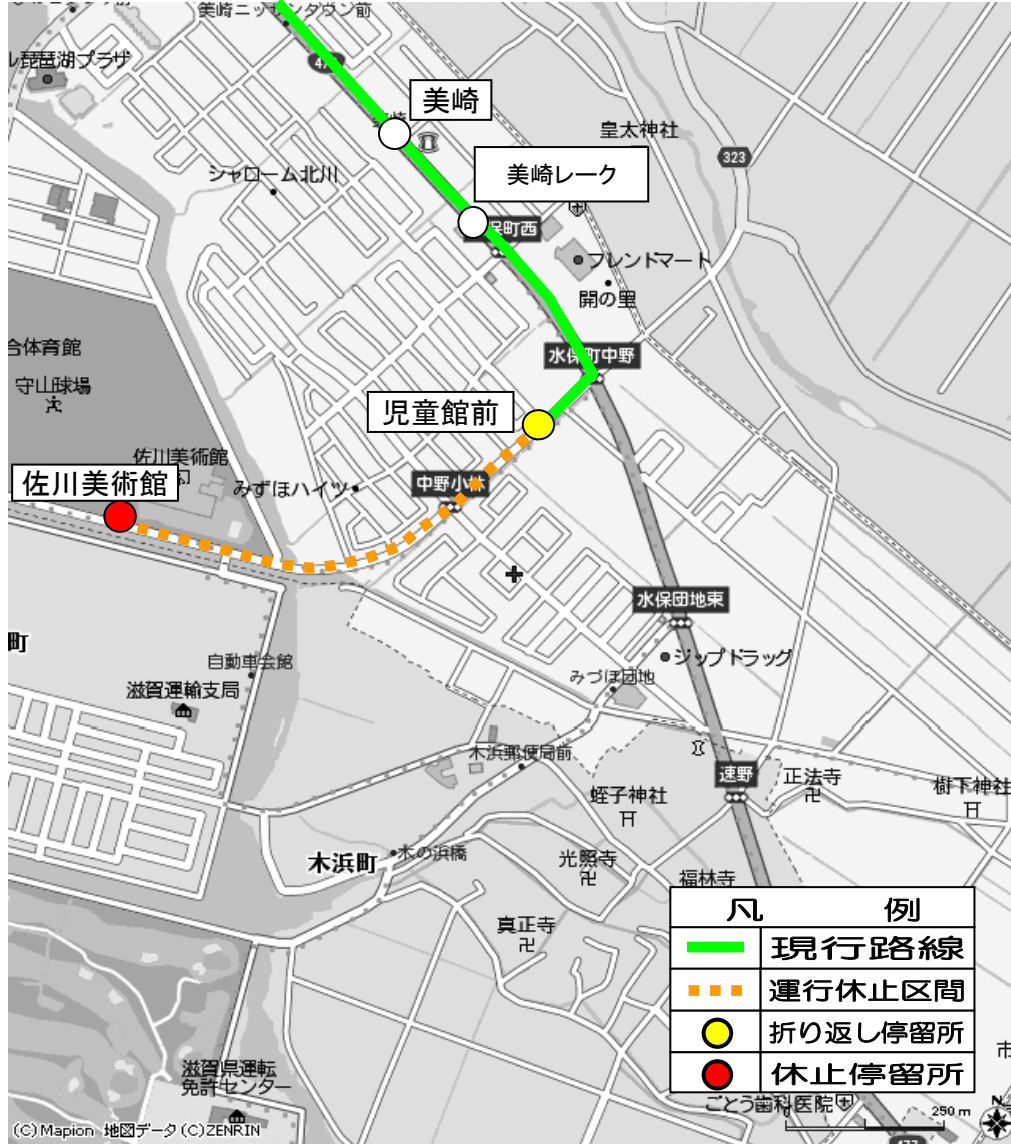 美崎ニッサンタウン前
ル琵琶湖プラザ
美崎
皇太神社
323
美崎レーク
シャローム北川
保町西
フレンドマート
開の里
合体育館
水保町中野
守山球場
児童館前
佐川美術館
佐川美術館
みずほハイツ
中野小林
水保団地東
町
自動車会館
ジップドラッグ
みづほ団地
滋賀運輸支局
木浜郵便局前
速野
正法寺
樹下神社
蛭子神社
木の浜橋
木浜町
光照寺
福林寺
真正寺
凡 例
現行路線
運行休止区間
折り返し停留所
休止停留所
市
滋賀県運転
免許センター
ごとう歯科医院
250 m
N
(C)Mapion 地図データ(C)ZENRIN